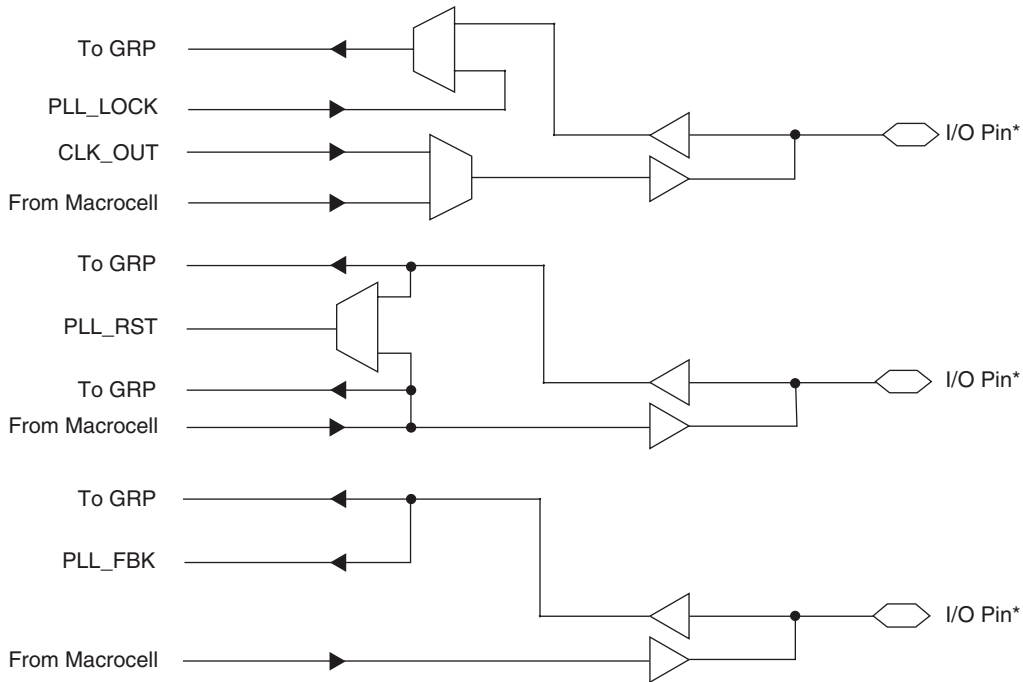 To GRP
PLL_LOCK
I/O Pin*
CLK_OUT
From Macrocell
To GRP
PLL_RST
To GRP
I/O Pin*
From Macrocell
To GRP
PLL_FBK
I/O Pin*
From Macrocell